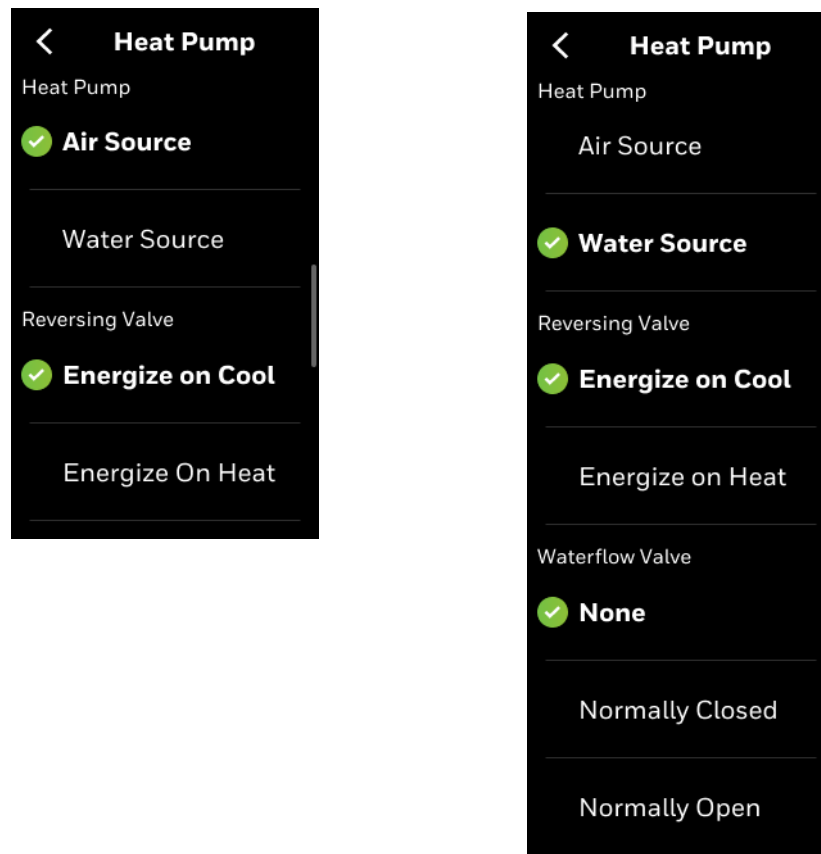 Heat Pump
Heat Pump
Air Source
Water Source
Reversing Valve
Energize on Cool
Energize On Heat
Heat Pump
Heat Pump
Air Source
Water Source
Reversing Valve
Energize on Cool
Energize on Heat
Waterflow Valve
None
Normally Closed
Normally Open